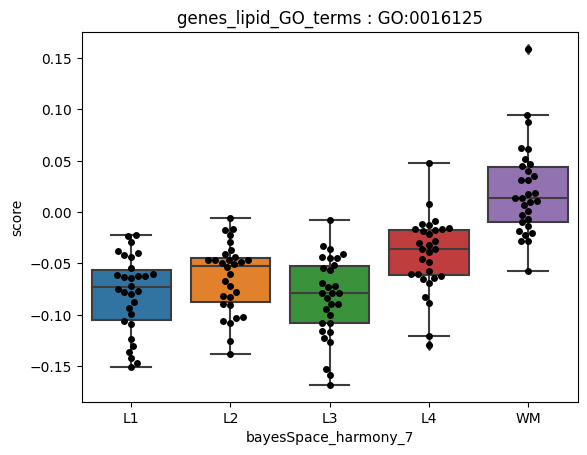 genes_lipid_GO_terms : GO:0016125
score
0.15
0.10
0.05
0.00
−0.05
−0.10
−0.15
L1 L2 L3 L4 WM
bayesSpace_harmony_7